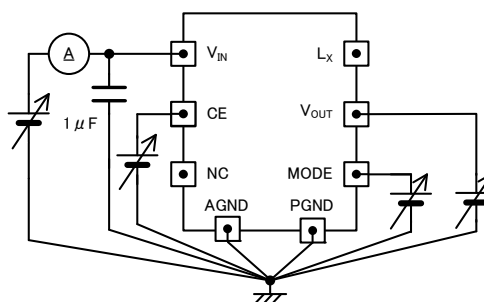 A
V_IN
L_X
1μF
CE
V_OUT
NC
MODE
AGND
PGND